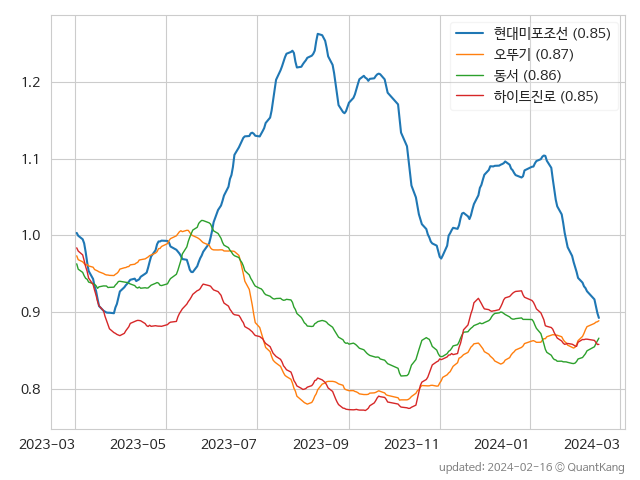 현대미포조선 (0.85)
오뚜기 (0.87)
동서 (0.86)
하이트진로 (0.85)
1.2
1.1
1.0
0.9
0.8
2023-03 2023-05 2023-07 2023-09 2023-11 2024-01 2024-03
updated: 2024-02-16 © QuantKang